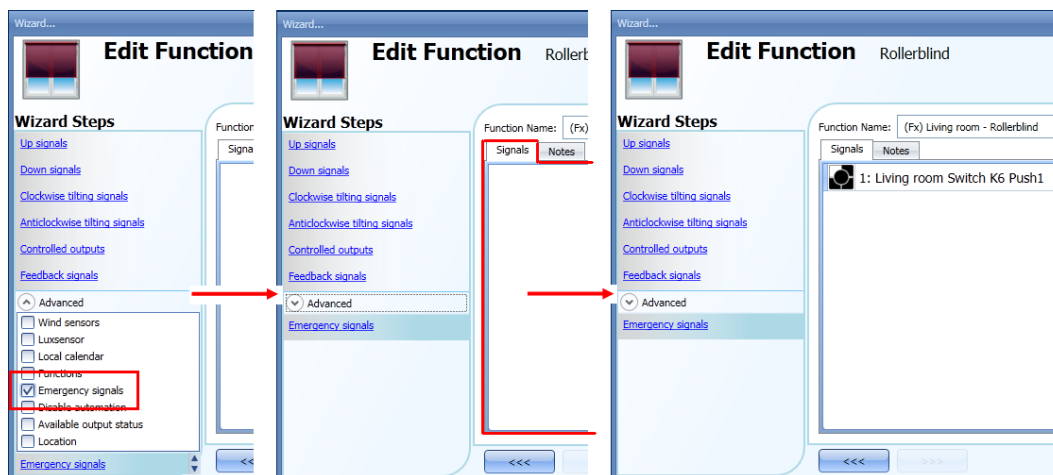 Wizard...
Edit Function
Wizard Steps
Up signals
Down signals
Clockwise tilting signals
Anticlockwise tilting signals
Controlled outputs
Feedback signals
Advanced
Wind sensors
Luxsensor
Local calendar
Functions
Emergency signals
Disable automation
Available output status
Location
Emergency signals
Function
Signa
<<
Wizard...
Edit Function Rollerb
Wizard Steps
Up signals
Down signals
Clockwise tilting signals
Anticlockwise tilting signals
Controlled outputs
Feedback signals
Advanced
Emergency signals
Function Name: (Fx)
Signals Notes
<<<
Wizard...
Edit Function Rollerblind
Wizard Steps
Up signals
Down signals
Clockwise tilting signals
Anticlockwise tilting signals
Controlled outputs
Feedback signals
Advanced
Emergency signals
Function Name: (Fx) Living room - Rollerblind
Signals Notes
1: Living room Switch K6 Push1
<<< >>>